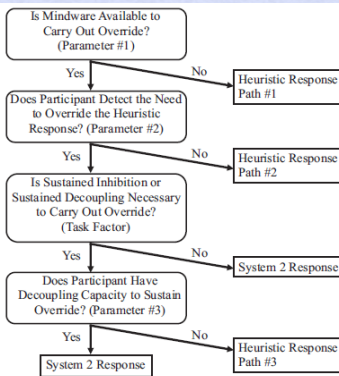 Is Mindware Available to
Carry Out Override?
(Parameter #1)
Yes
No
Heuristic Response
Path #1
Does Participant Detect the Need
to Override the Heuristic
Response? (Parameter #2)
Yes
No
Heuristic Response
Path #2
Is Sustained Inhibition or
Sustained Decoupling Necessary
to Carry Out Override?
(Task Factor)
Yes
No
System 2 Response
Does Participant Have
Decoupling Capacity to Sustain
Override? (Parameter #3)
Yes
No
Heuristic Response
Path #3
System 2 Response